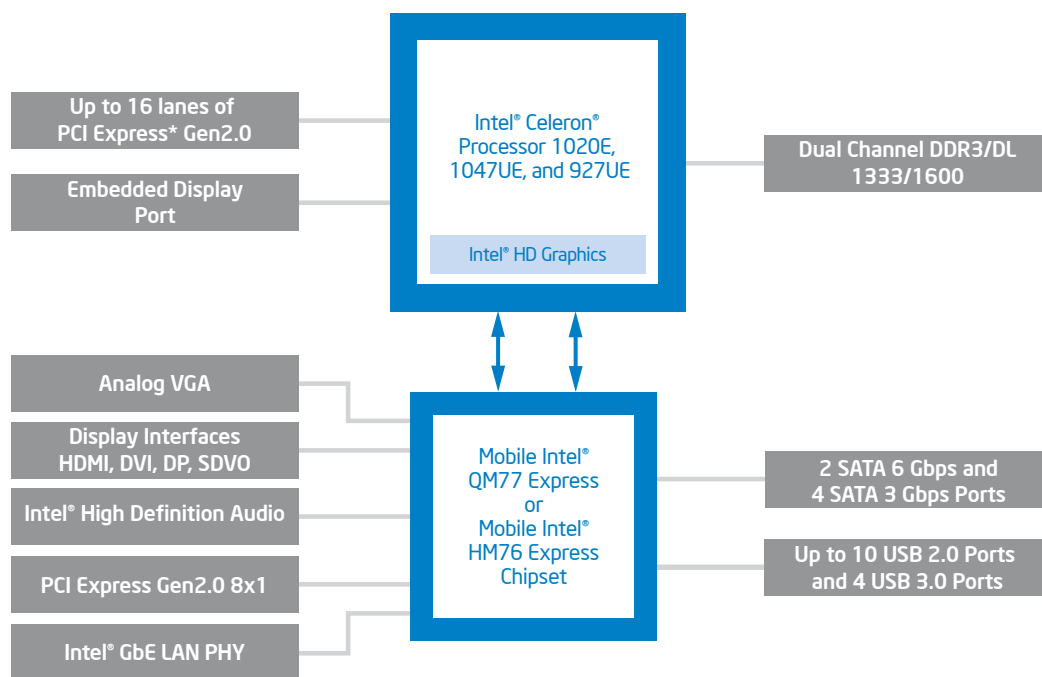 Up to 16 lanes of
PCI Express* Gen2.0
Embedded Display
Port
Intel® Celeron®
Processor 1020E,
1047UE, and 927UE
Intel® HD Graphics
Dual Channel DDR3/DL
1333/1600
Analog VGA
Display Interfaces
HDMI, DVI, DP, SDVO
Intel® High Definition Audio
PCI Express Gen2.0 8x1
Intel® GbE LAN PHY
Mobile Intel®
QM77 Express
or
Mobile Intel®
HM76 Express
Chipset
2 SATA 6 Gbps and
4 SATA 3 Gbps Ports
Up to 10 USB 2.0 Ports
and 4 USB 3.0 Ports